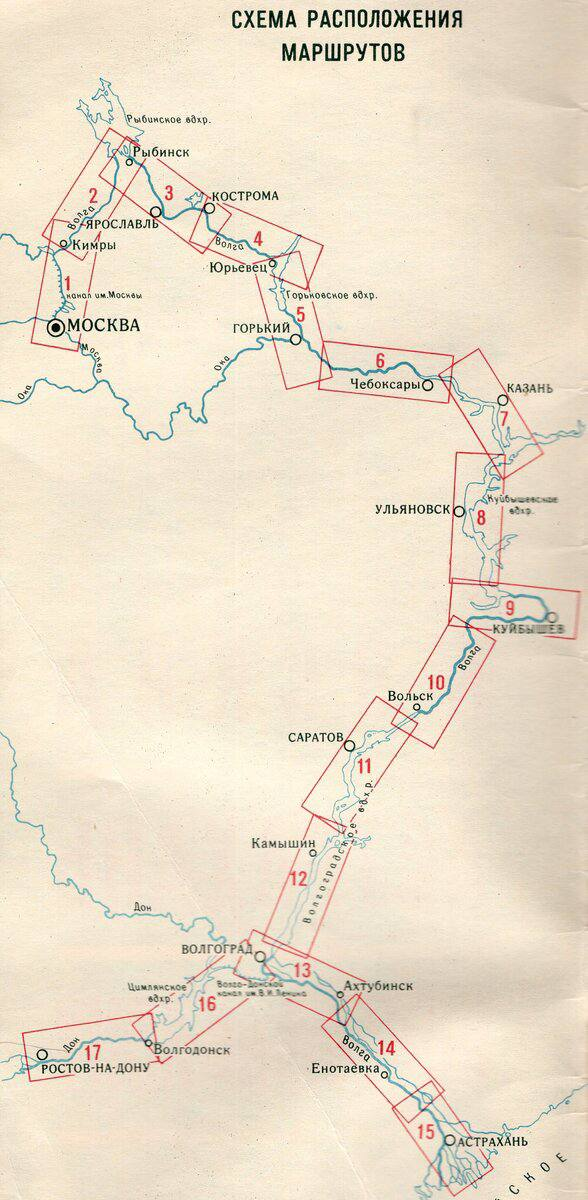 СХЕМА РАСПОЛОЖЕНИЯ
МАРШРУТОВ
Рыбинское вдхр.
Рыбинск
2
3
КОСТРОМА
Волга
ЯРОСЛАВЛЬ
4
Волга
Кимры
Юрьевец
1
канал им. Москвы
Горьковское вдхр.
5
МОСКВА
ГОРЬКИЙ
Москва
6
Ока
Ока
Чебоксары
КАЗАНЬ
7
Куйбышевское
вдхр.
УЛЬЯНОВСК
8
9
КУЙБЫШЕВ
Волга
10
Вольск
САРАТОВ
11
Волгоградское вдхр.
Камышин
12
Дон
ВОЛГОГРАД
13
Цимлянское
вдхр.
Волго-Донской
канал им. В.И.Ленина
Ахтубинск
16
Волга
14
Дон
17
Волгодонск
РОСТОВ-НА-ДОНУ
Енотаевка
15
АСТРАХАНЬ
СКОЕ